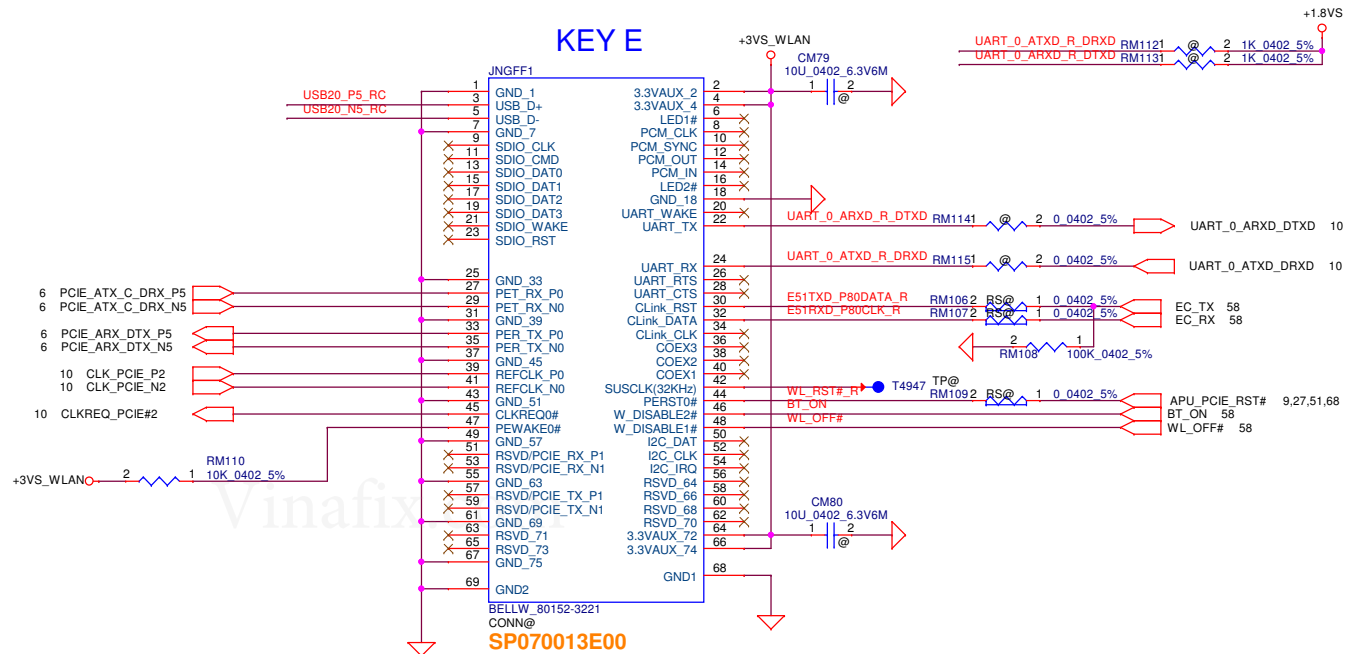 KEY E
+3VS_WLAN
+1.8VS
UART_0_ATXD_R_DRXD RM112 1 @ 2 1K_0402_5%
UART_0_ARXD_R_DTXD RM113 1 @ 2 1K_0402_5%
CM79
10U_0402_6.3V6M
1 2
@
JNGFF1
1 GND_1 3.3VAUX_2 2
USB20_P5_RC 3 USB_D+ 3.3VAUX_4 4
USB20_N5_RC 5 USB_D- LED1# 6
7 GND_7 PCM_CLK 8
9 SDIO_CLK PCM_SYNC 10
11 SDIO_CMD PCM_OUT 12
13 SDIO_DAT0 PCM_IN 14
15 SDIO_DAT1 LED2# 16
17 SDIO_DAT2 GND_18 18
19 SDIO_DAT3 UART_WAKE 20
21 SDIO_WAKE UART_TX 22 UART_0_ARXD_R_DTXD RM114 1 @ 2 0_0402_5% UART_0_ARXD_DTXD 10
23 SDIO_RST
UART_RX 24 UART_0_ATXD_R_DRXD RM115 1 @ 2 0_0402_5% UART_0_ATXD_DRXD 10
25 GND_33 UART_RTS 26
6 PCIE_ATX_C_DRX_P5 27 PET_RX_P0 UART_CTS 28
6 PCIE_ATX_C_DRX_N5 29 PET_RX_N0 CLink_RST 30 E51TXD_P80DATA_R RM106 2 RS@ 1 0_0402_5% EC_TX 58
31 GND_39 CLink_DATA 32 E51RXD_P80CLK_R RM107 2 RS@ 1 0_0402_5% EC_RX 58
6 PCIE_ARX_DTX_P5 33 PER_TX_P0 CLink_CLK 34
6 PCIE_ARX_DTX_N5 35 PER_TX_N0 COEX3 36
2 1
RM108 100K_0402_5%
37 GND_45 COEX2 38
10 CLK_PCIE_P2 39 REFCLK_P0 COEX1 40
10 CLK_PCIE_N2 41 REFCLK_N0 SUSCLK(32KHz) 42 T4947 TP@
43 GND_51 PERST0# 44 WL_RST#_R RM109 2 RS@ 1 0_0402_5% APU_PCIE_RST# 9,27,51,68
10 CLKREQ_PCIE#2 45 CLKREQ0# W_DISABLE2# 46 BT_ON BT_ON 58
47 PEWAKE0# W_DISABLE1# 48 WL_OFF# WL_OFF# 58
49 GND_57 I2C_DAT 50
51 RSVD/PCIE_RX_P1 I2C_CLK 52
53 RSVD/PCIE_RX_N1 I2C_IRQ 54
55 GND_63 RSVD_64 56
57 RSVD/PCIE_TX_P1 RSVD_66 58
59 RSVD/PCIE_TX_N1 RSVD_68 60
61 GND_69 RSVD_70 62
63 RSVD_71 3.3VAUX_72 64
65 RSVD_73 3.3VAUX_74 66
67 GND_75
GND1 68
69 GND2
+3VS_WLAN 2 1
RM110
10K_0402_5%
CM80
10U_0402_6.3V6M
1 2
@
Vinafix
BELLW_80152-3221
CONN@
SP070013E00